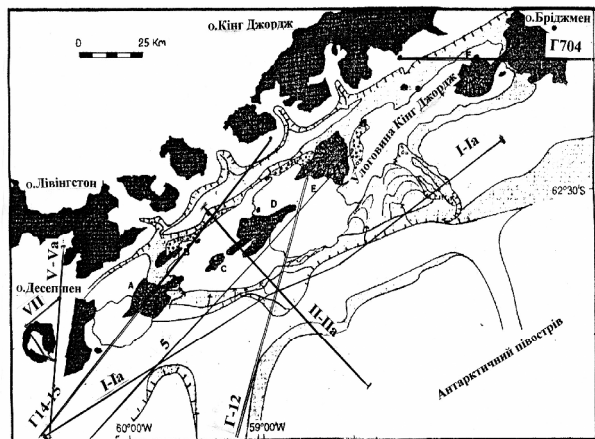 о.Кінг Джордж
о.Бріджмен
0 25 Км
Г704
F
Улоговина Кінг Джордж
I-Ia
62°30'S
о.Лівінгстон
E
D
V-Va
B
C
о.Десепшен
A
VII
II-IIa
5
I-Ia
Антарктичний півострів
Г14-15
Г-12
60°00'W
59°00'W